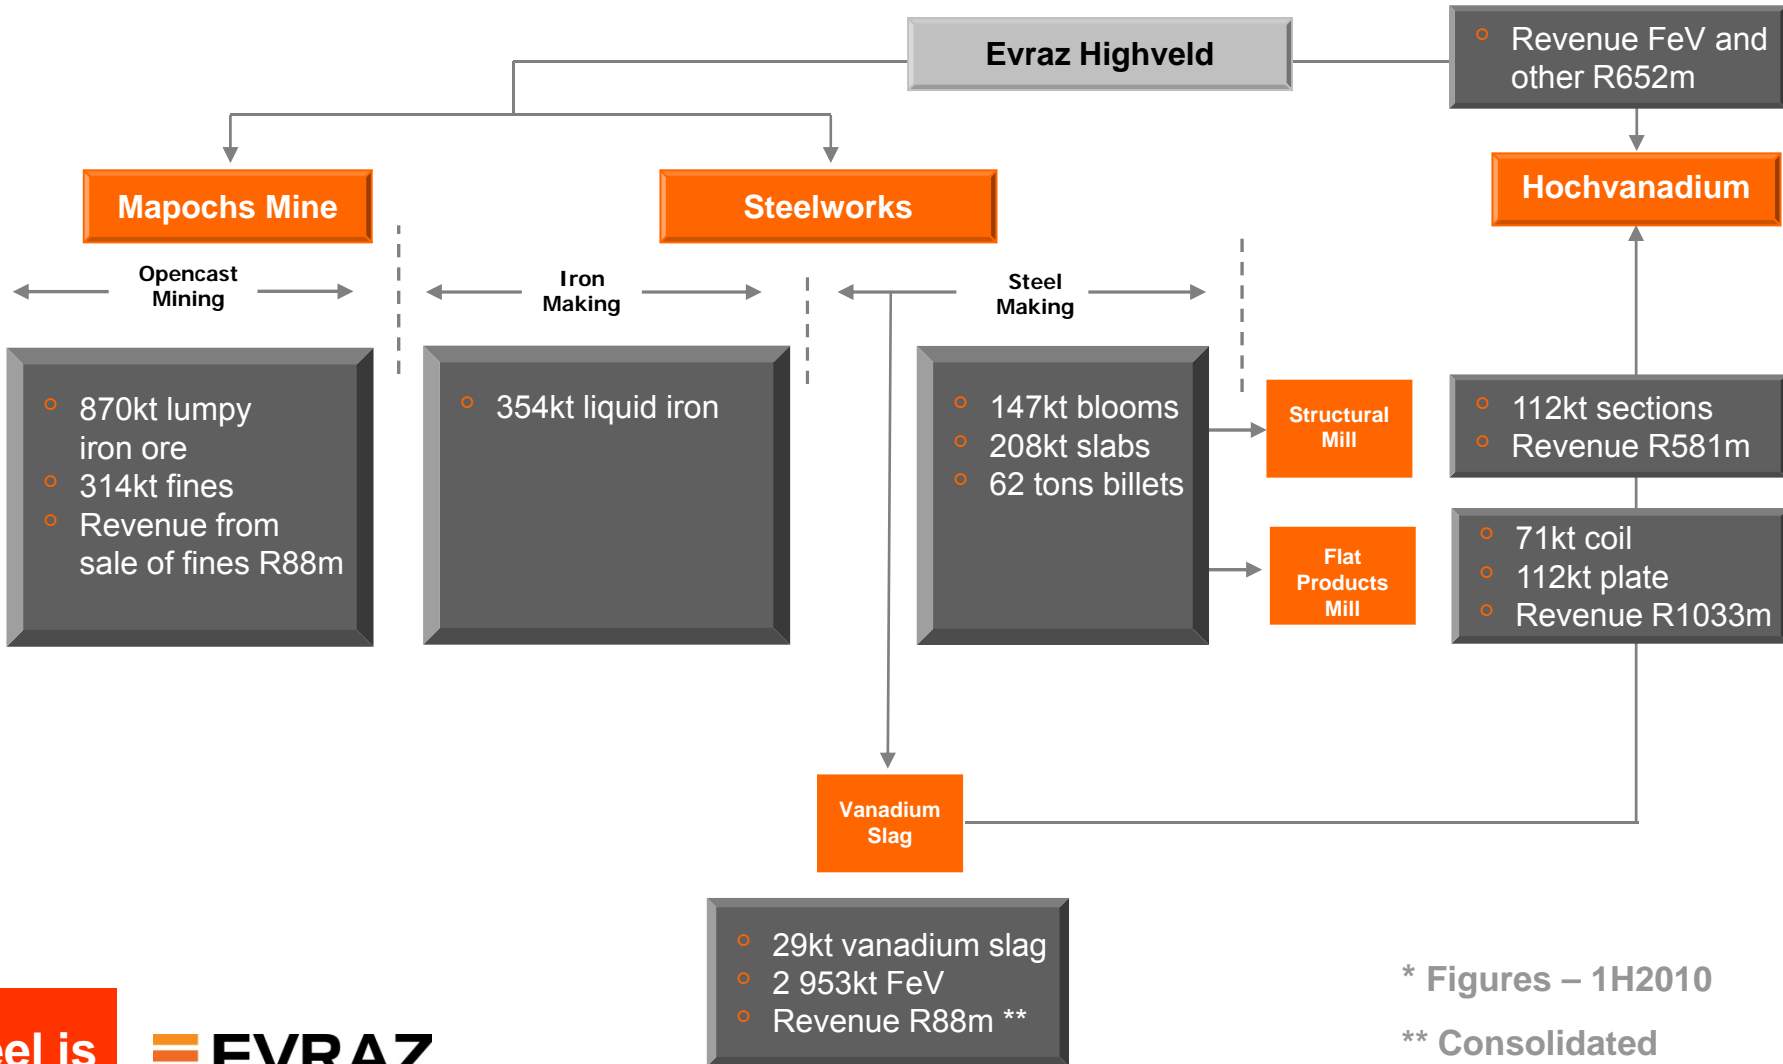 Evraz Highveld
Revenue FeV and
other R652m
Mapochs Mine
Steelworks
Hochvanadium
Opencast
Mining
Iron
Making
Steel
Making
870kt lumpy
iron ore
314kt fines
Revenue from
sale of fines R88m
354kt liquid iron
147kt blooms
208kt slabs
62 tons billets
Structural
Mill
Flat
Products
Mill
112kt sections
Revenue R581m
71kt coil
112kt plate
Revenue R1033m
Vanadium
Slag
29kt vanadium slag
2 953kt FeV
Revenue R88m **
* Figures – 1H2010
** Consolidated
eel is
EVRAZ